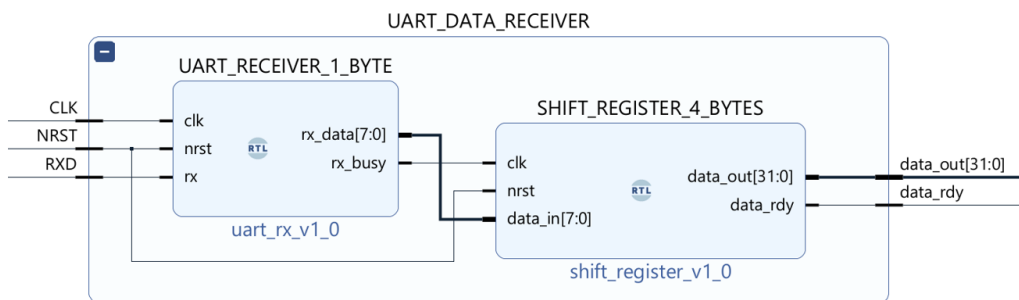 UART_DATA_RECEIVER
UART_RECEIVER_1_BYTE
CLK
NRST
RXD
clk
nrst
rx
RTL
rx_data[7:0]
rx_busy
uart_rx_v1_0
SHIFT_REGISTER_4_BYTES
clk
nrst
data_in[7:0]
RTL
data_out[31:0]
data_rdy
shift_register_v1_0
data_out[31:0]
data_rdy